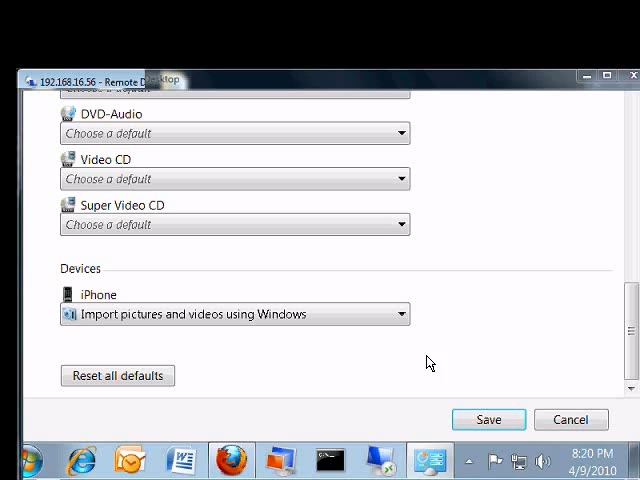 192.168.16.56 - Remote Desktop
DVD-Audio
Choose a default
Video CD
Choose a default
Super Video CD
Choose a default
Devices
iPhone
Import pictures and videos using Windows
Reset all defaults
Save
Cancel
8:20 PM
4/9/2010